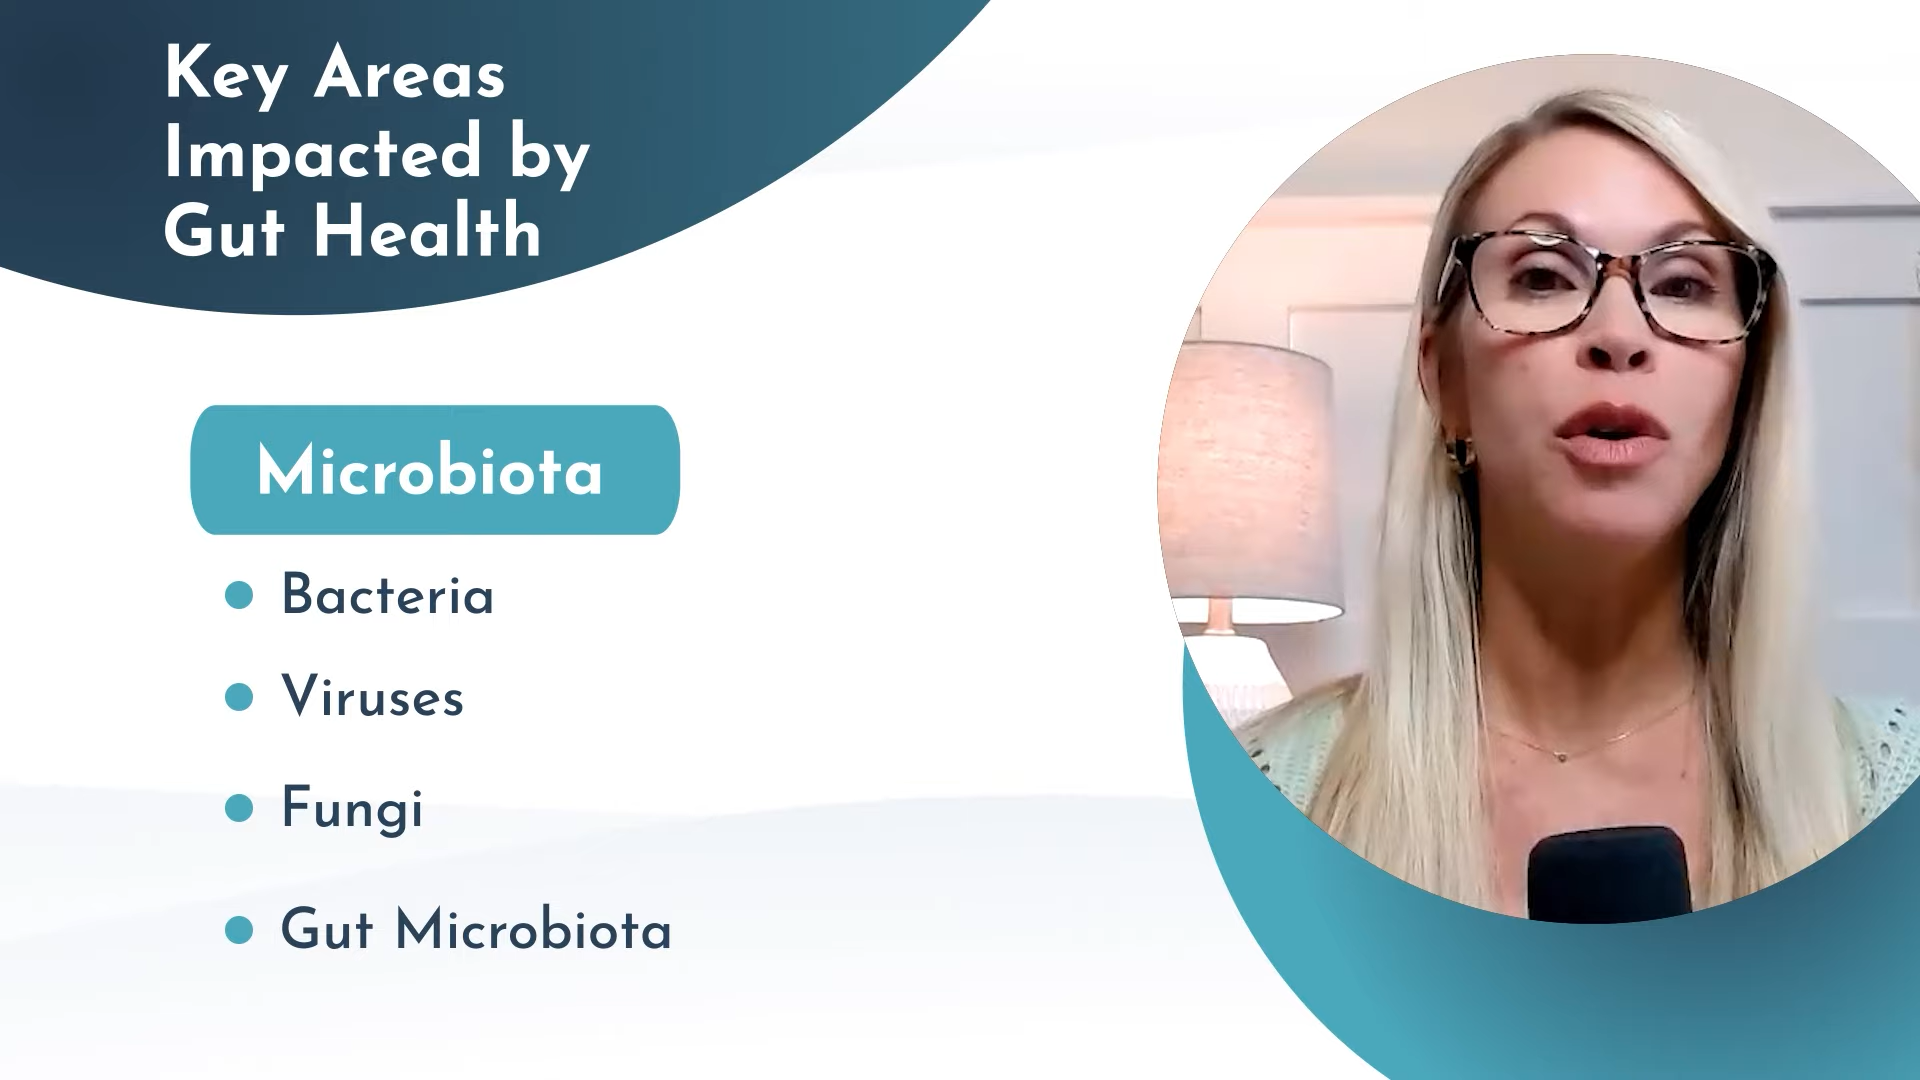 Key Areas
Impacted by
Gut Health
Microbiota
Bacteria
Viruses
Fungi
Gut Microbiota